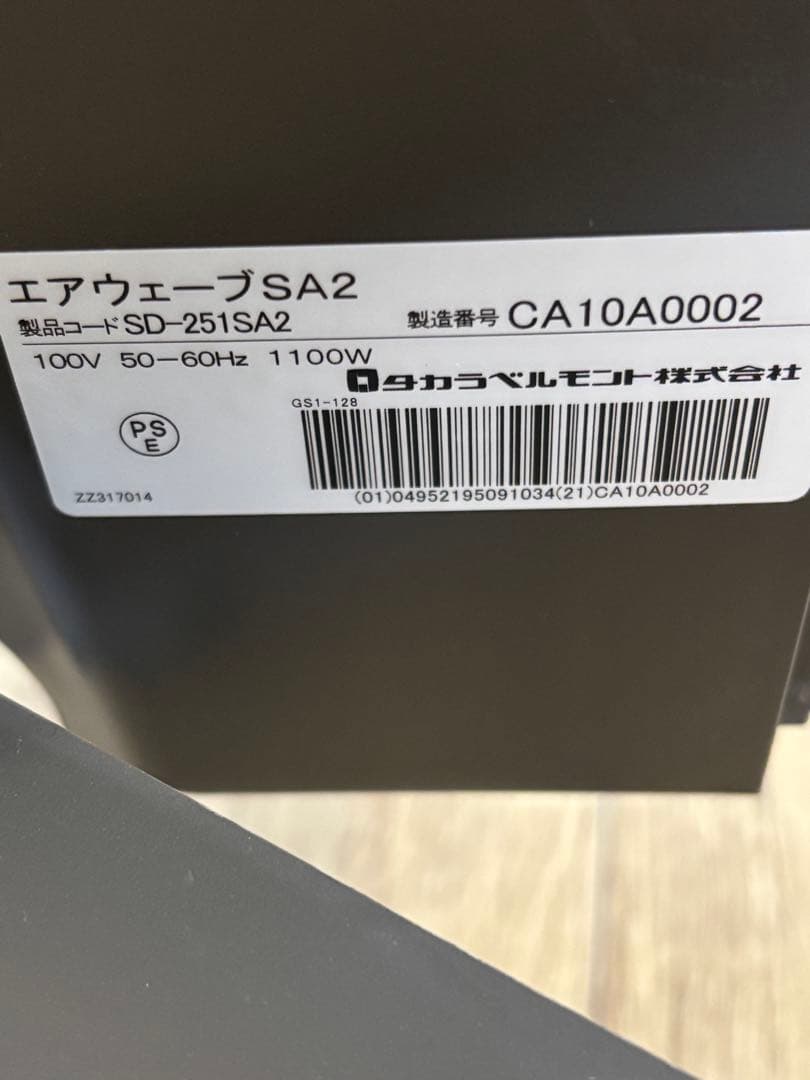 エアウェーブSA2
製品コード SD-251SA2 製造番号 CA10A0002
100V 50-60Hz 1100W
タカラベルモント株式会社
GS1-128
PS
E
ZZ317014
(01)04952195091034(21)CA10A0002